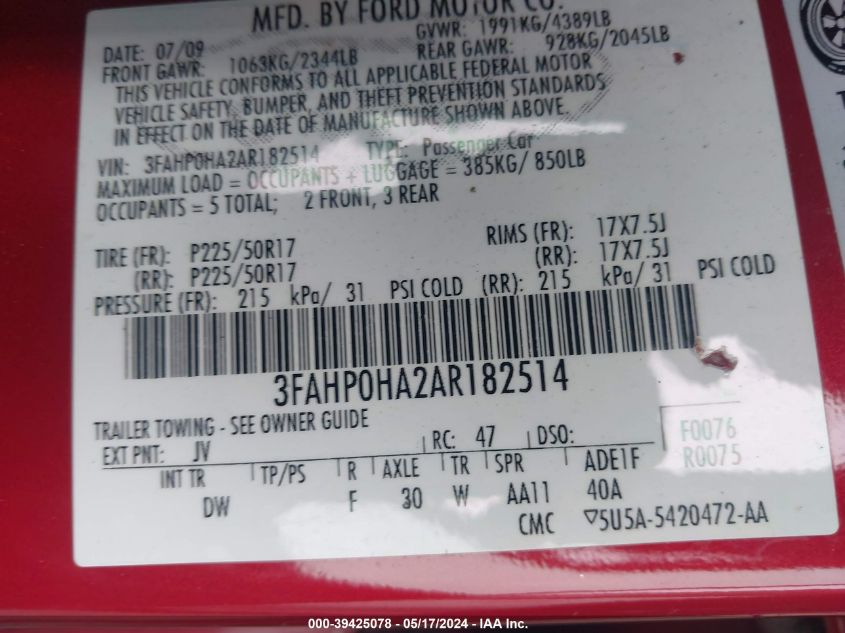 MFD. BY FORD MOTOR CO.
DATE: 07/09 GVWR: 1991KG/4389LB
FRONT GAWR: 1063KG/2344LB REAR GAWR: 928KG/2045LB
THIS VEHICLE CONFORMS TO ALL APPLICABLE FEDERAL MOTOR
VEHICLE SAFETY, BUMPER, AND THEFT PREVENTION STANDARDS
IN EFFECT ON THE DATE OF MANUFACTURE SHOWN ABOVE.
VIN: 3FAHP0HA2AR182514 TYPE: Passenger Car
MAXIMUM LOAD = OCCUPANTS + LUGGAGE = 385KG/ 850LB
OCCUPANTS = 5 TOTAL; 2 FRONT, 3 REAR
TIRE (FR): P225/50R17 RIMS (FR): 17X7.5J
(RR): P225/50R17 (RR): 17X7.5J
PRESSURE (FR): 215 kPa/ 31 PSI COLD (RR): 215 kPa/ 31 PSI COLD
3FAHP0HA2AR182514
TRAILER TOWING - SEE OWNER GUIDE
EXT PNT: JV RC: 47 DSO: F0076
R0075
INT TR TP/PS R AXLE TR SPR ADE1F
DW F 30 W AA11 40A
CMC ▽5U5A-5420472-AA
000-39425078 - 05/17/2024 - IAA Inc.